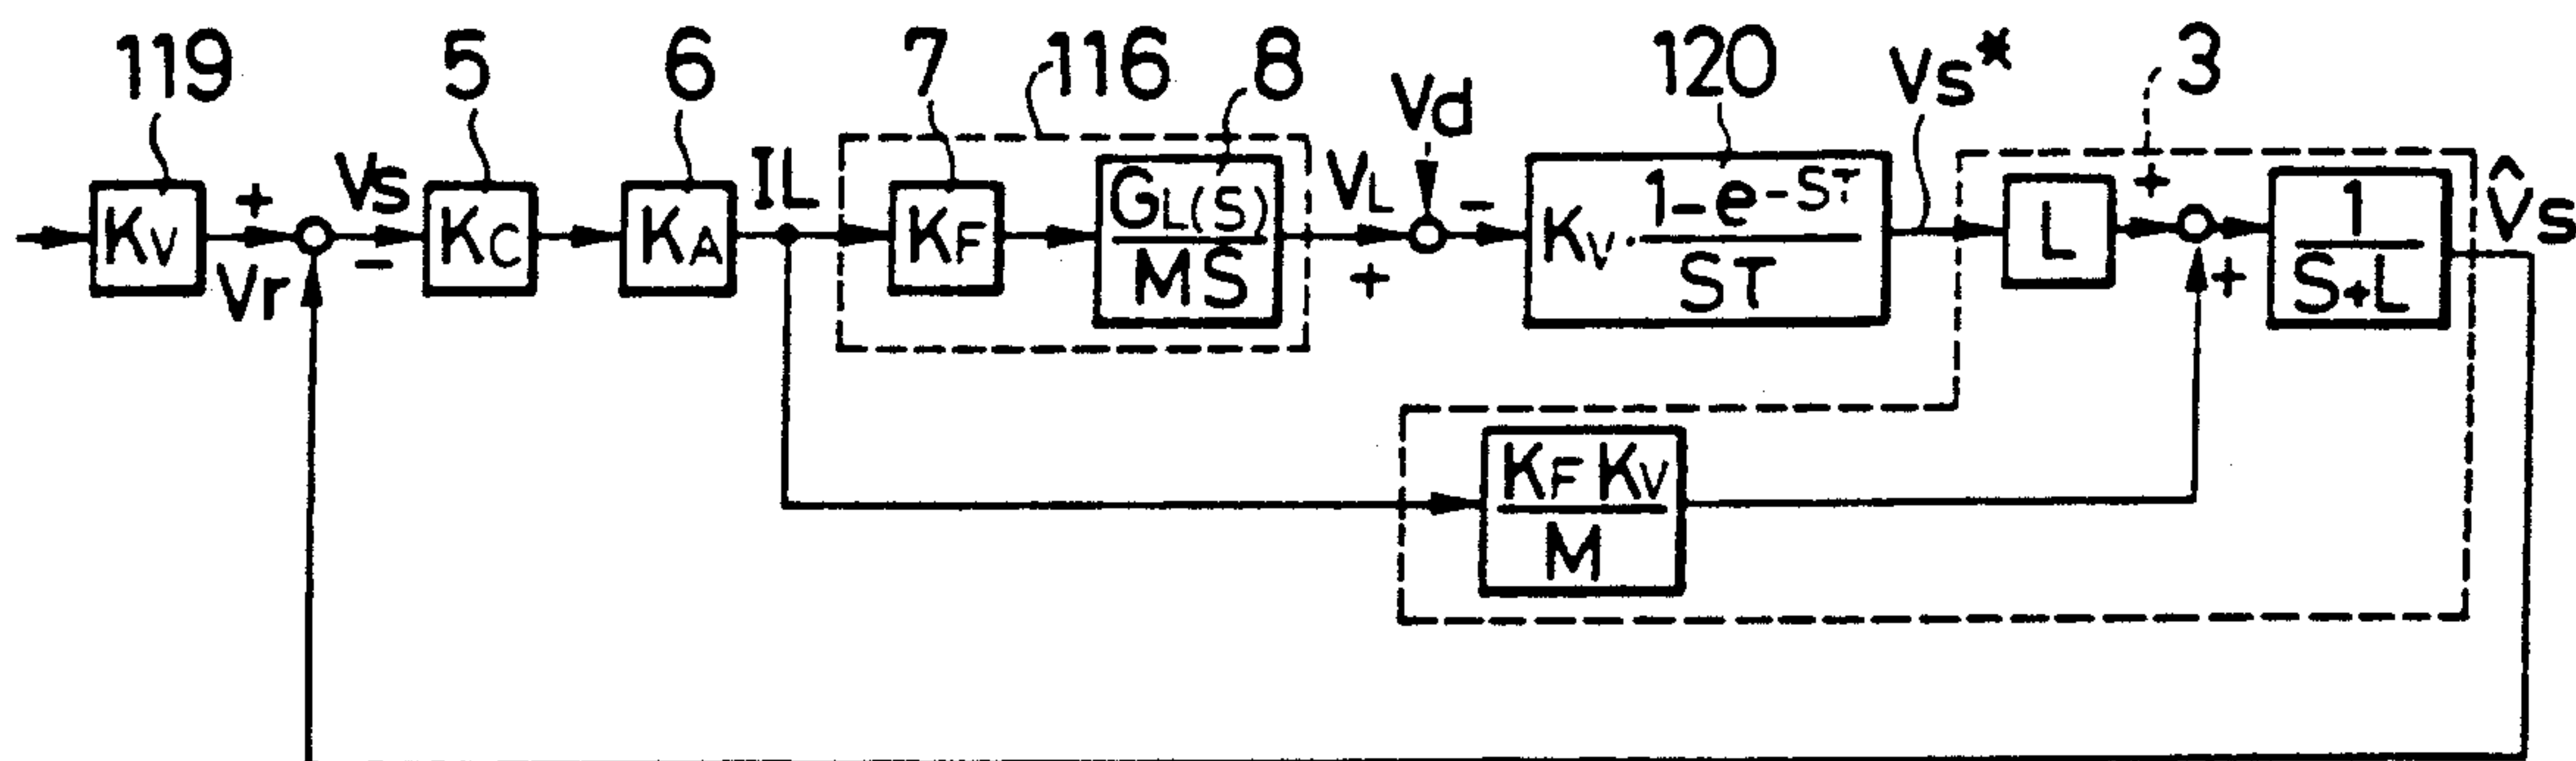 119
5
6
7
116
8
120
3
Vs*
Vd
Vs
IL
VL
V̂s
Vr
+
-
KV
KC
KA
KF
GL(S)
MS
+
-
KV · 1-e-ST
ST
L
+
+
1
S+L
KF KV
M